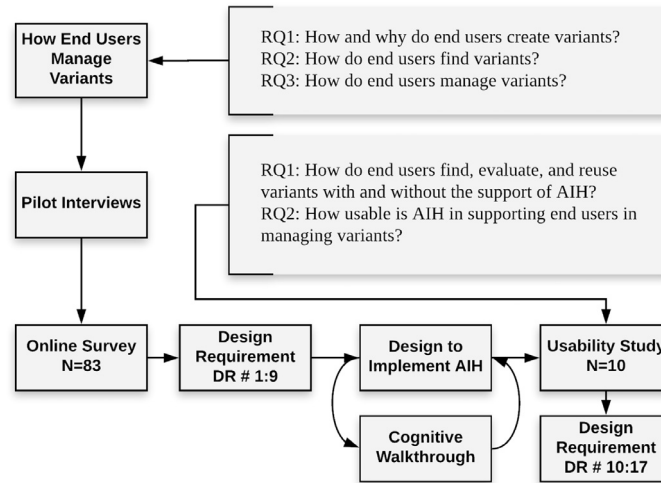 How End Users
Manage
Variants
RQ1: How and why do end users create variants?
RQ2: How do end users find variants?
RQ3: How do end users manage variants?
Pilot Interviews
RQ1: How do end users find, evaluate, and reuse
variants with and without the support of AIH?
RQ2: How usable is AIH in supporting end users in
managing variants?
Online Survey
N=83
Design
Requirement
DR # 1:9
Design to
Implement AIH
Usability Study
N=10
Cognitive
Walkthrough
Design
Requirement
DR # 10:17